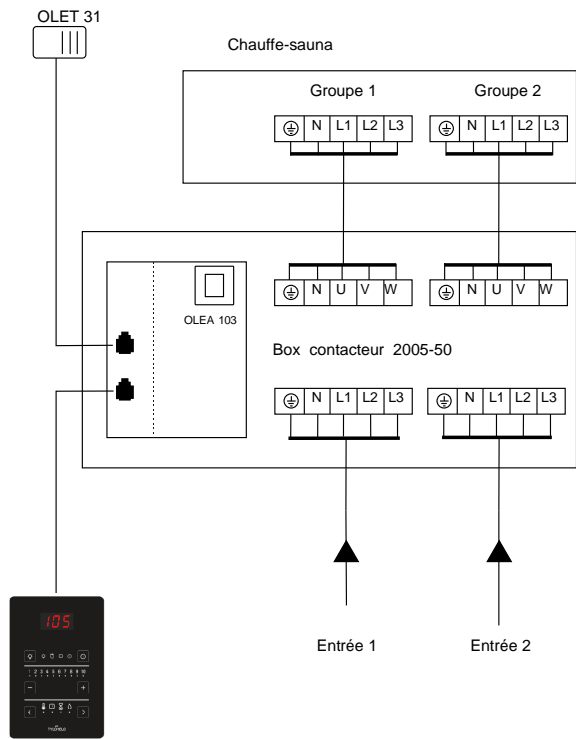 OLET 31
Chauffe-sauna
Groupe 1 Groupe 2
N L1 L2 L3 N L1 L2 L3
N U V W N U V W
OLEA 103
Box contacteur 2005-50
N L1 L2 L3 N L1 L2 L3
Entrée 1 Entrée 2
105
1 2 3 4 5 6 7 8 9 10
TYLÖHELO